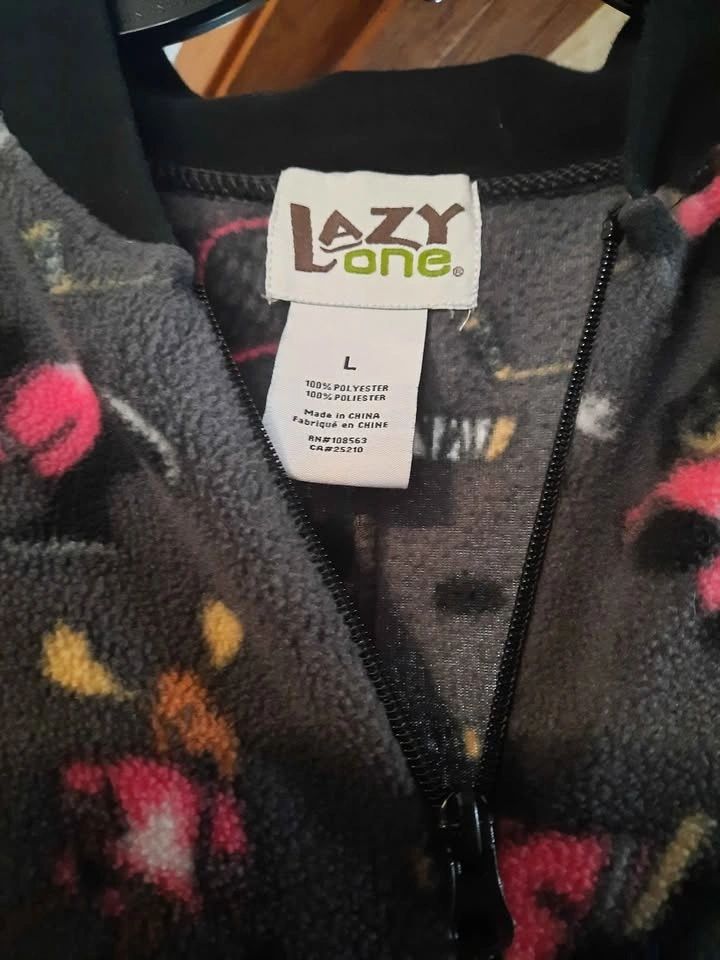 LAZY
one®
L
100% POLYESTER
100% POLIESTER
Made in CHINA
Fabriqué en CHINE
RN#108563
CA#25210